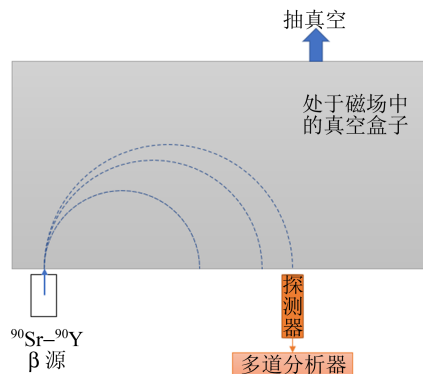 抽真空
处于磁场中
的真空盒子
探测器
⁹⁰Sr–⁹⁰Y
β 源
多道分析器